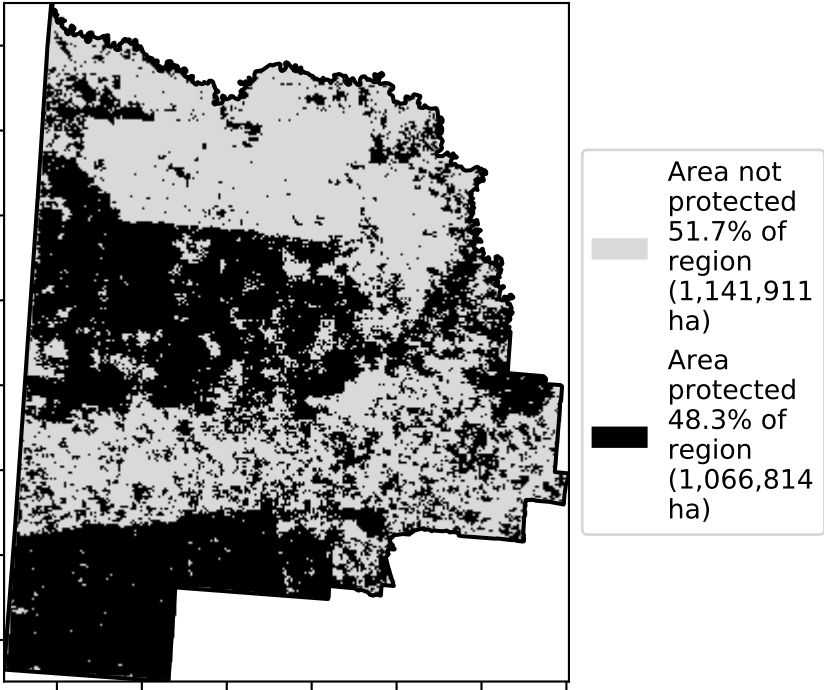 Area not
protected
51.7% of
region
(1,141,911
ha)
Area
protected
48.3% of
region
(1,066,814
ha)